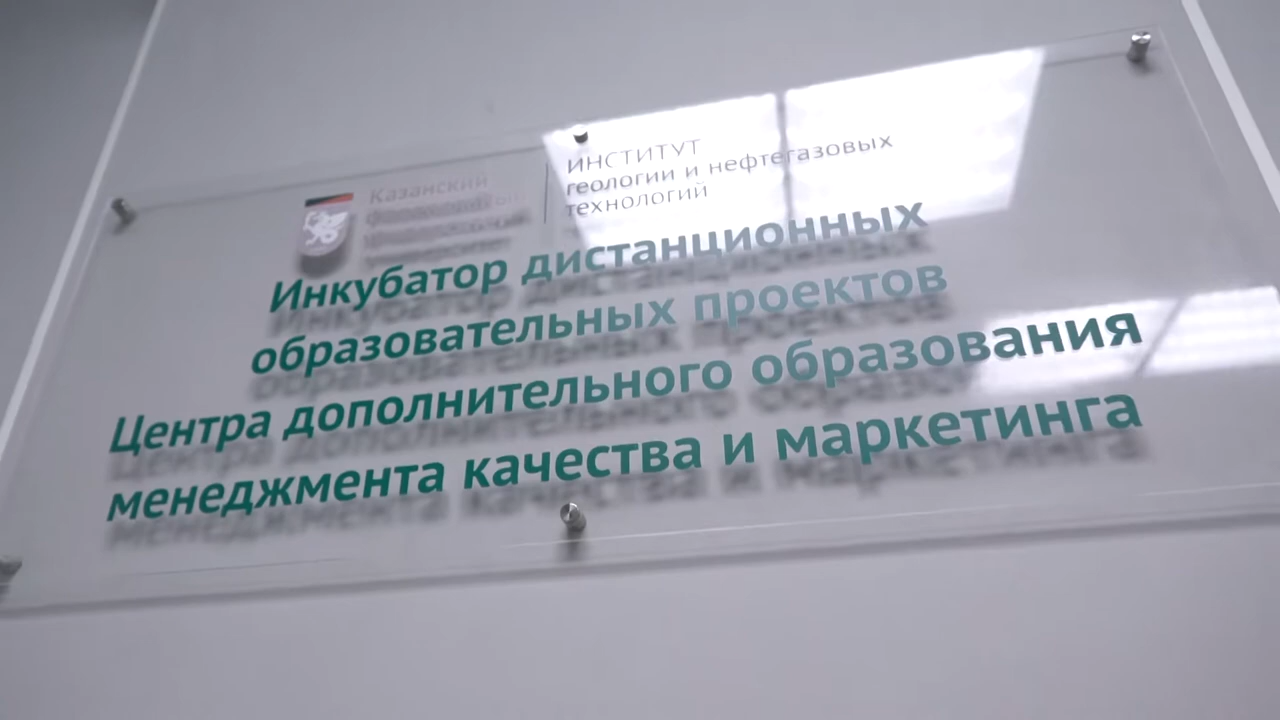 Казанский
ИНСТИТУТ
геологии и нефтегазовых
технологий
Инкубатор дистанционных
образовательных проектов
Центра дополнительного образования
менеджмента качества и маркетинга